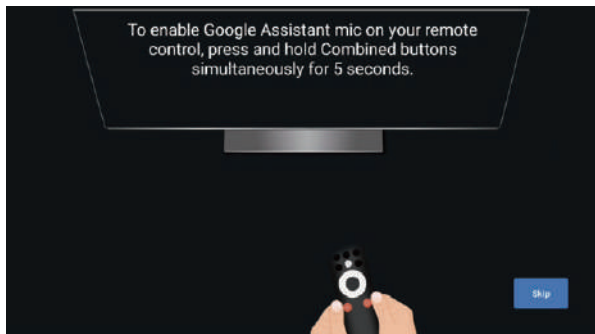 To enable Google Assistant mic on your remote
control, press and hold Combined buttons
simultaneously for 5 seconds.
Skip